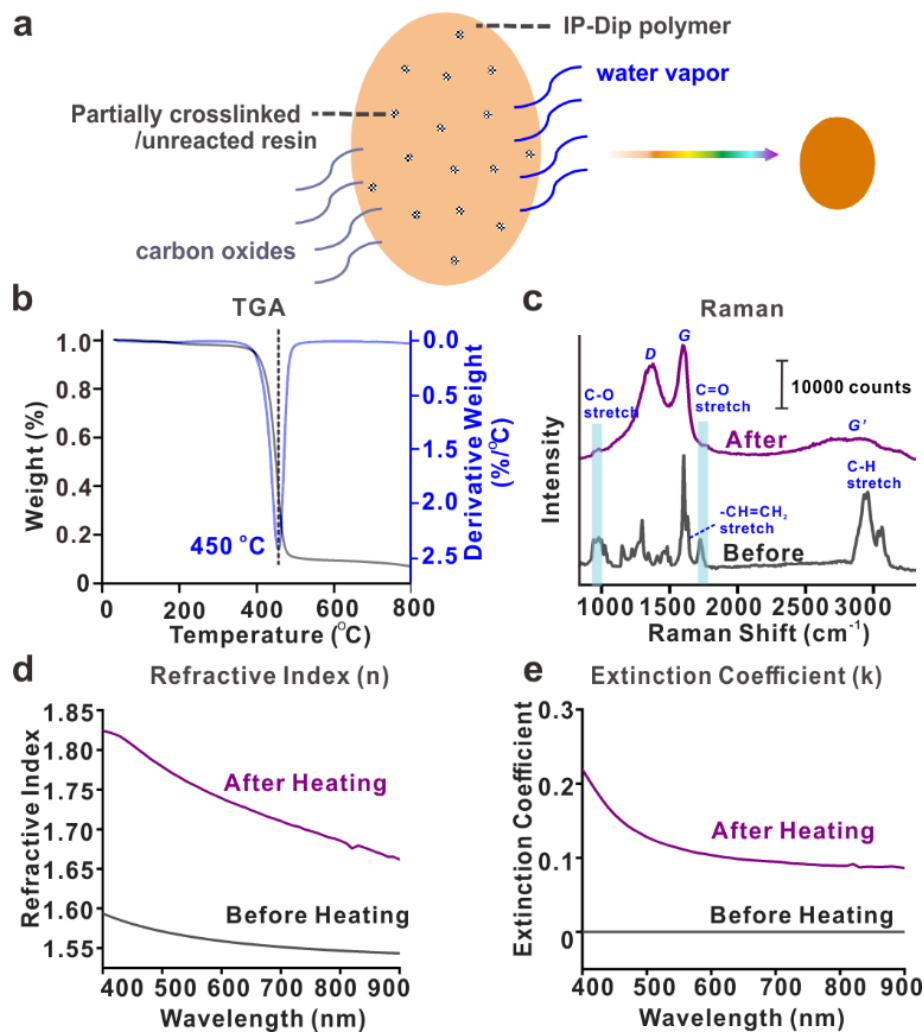 a
IP-Dip polymer
water vapor
Partially crosslinked
/unreacted resin
carbon oxides
b
TGA
1.0
0.8
0.6
0.4
0.2
0
Weight (%)
0.0
0.5
1.5
2.0
2.5
Derivative Weight
(%/°C)
450 °C
0
200
400
600
800
Temperature (°C)
c
Raman
D
G
C-O
stretch
C=O
stretch
10000 counts
After
G'
C-H
stretch
-CH=CH₂
stretch
Before
Intensity
1000
1500
2000
2500
3000
Raman Shift (cm⁻¹)
d
Refractive Index (n)
1.85
1.80
1.75
1.70
1.60
1.55
Refractive Index
After Heating
Before Heating
400
500
600
700
800
900
Wavelength (nm)
e
Extinction Coefficient (k)
0.3
0.2
0.1
0
Extinction Coefficient
After Heating
Before Heating
400
500
600
700
800
900
Wavelength (nm)